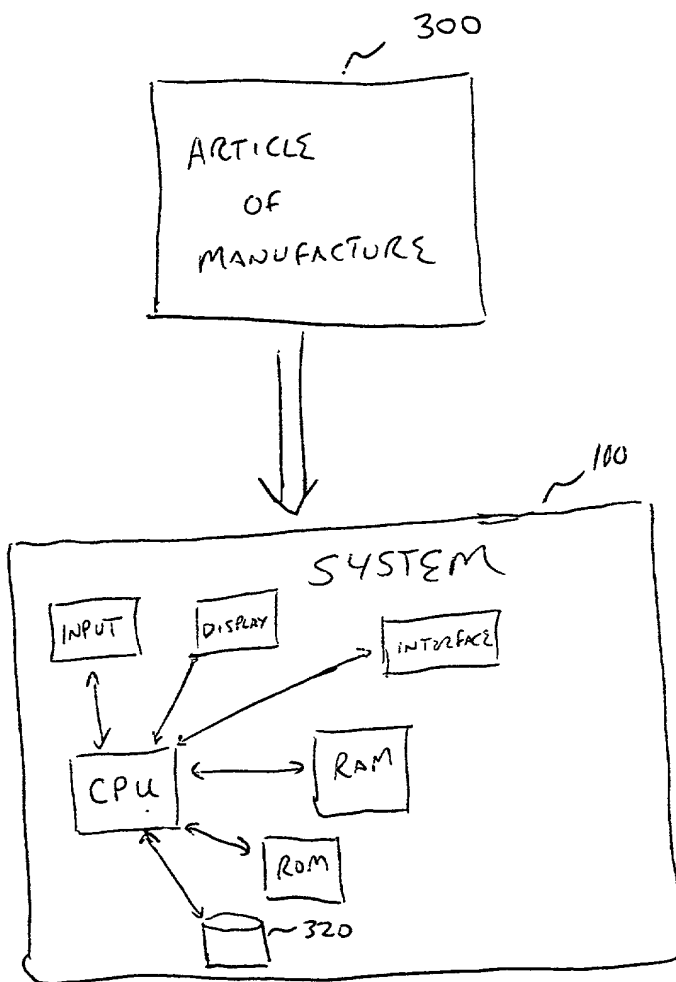 300
ARTICLE
OF
MANUFACTURE
100
SYSTEM
INPUT
DISPLAY
INTERFACE
CPU
RAM
ROM
320